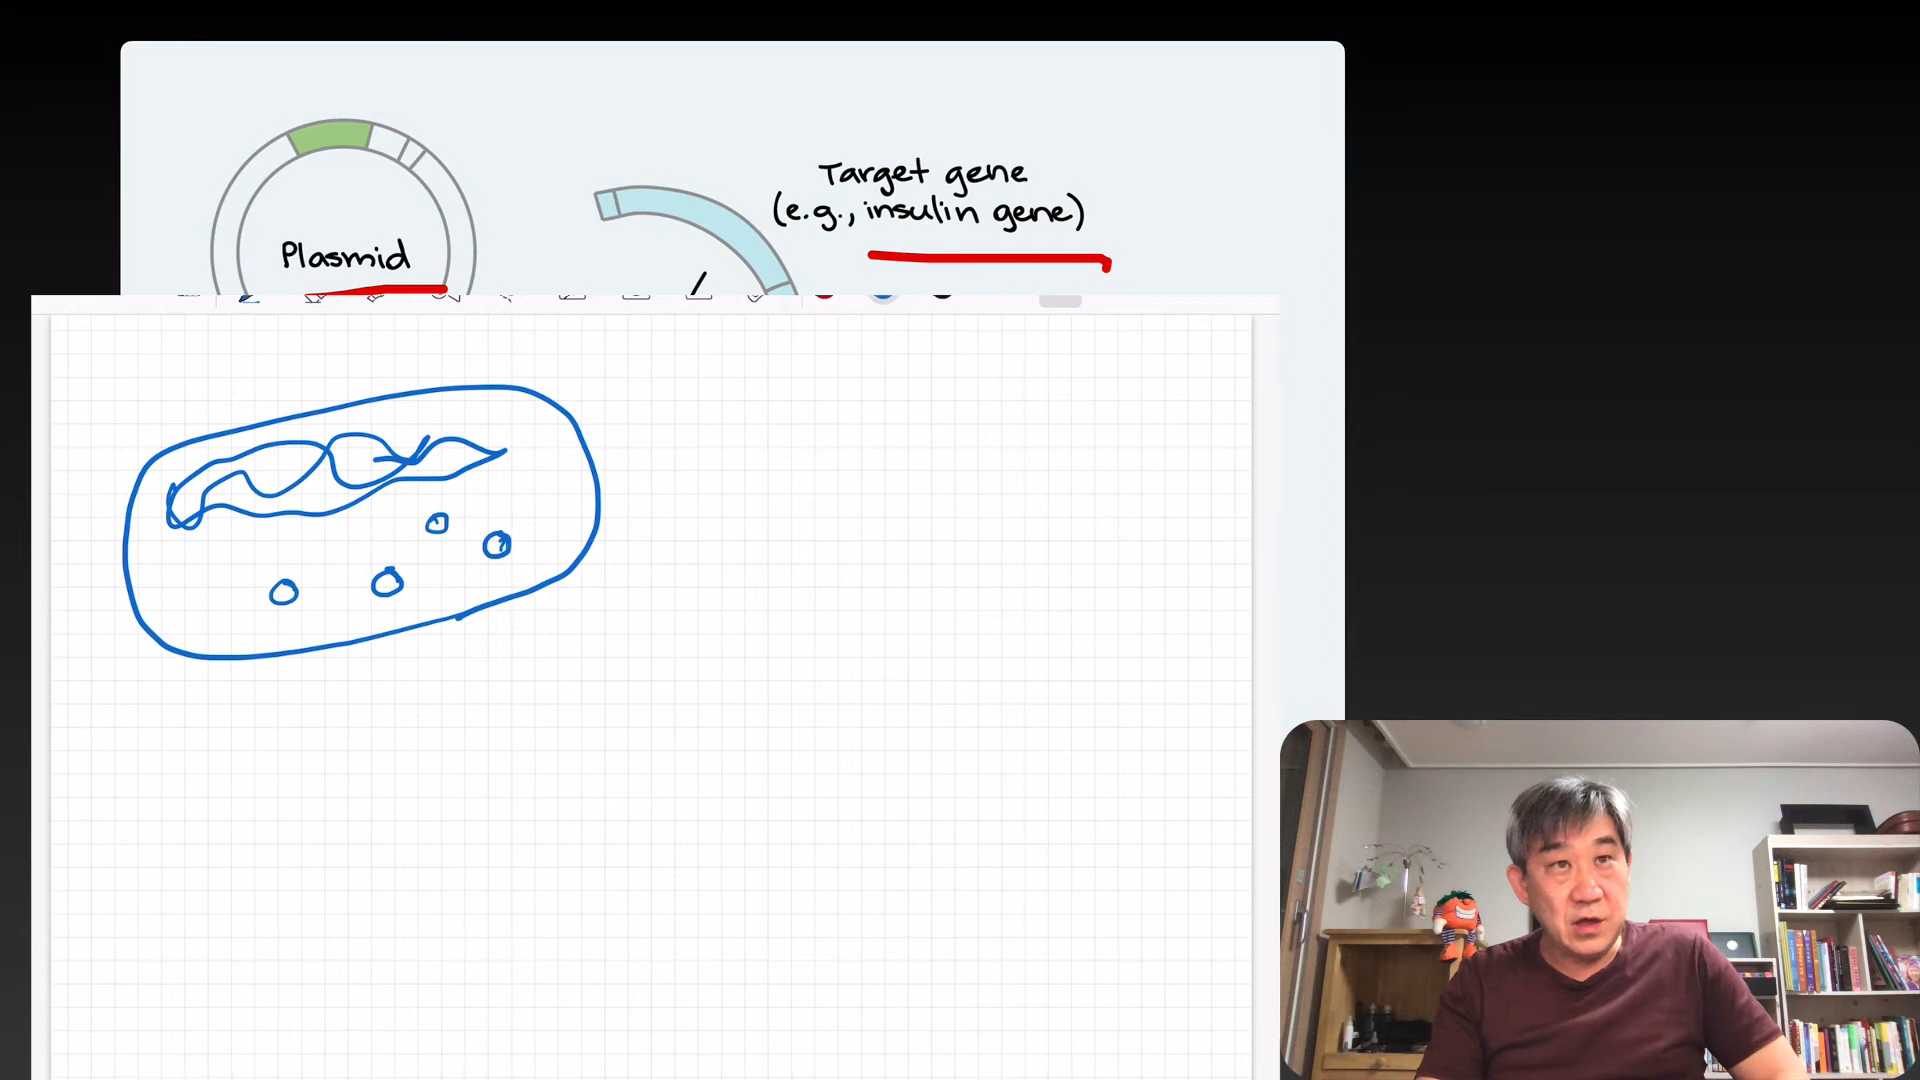 Plasmid
Target gene
(e.g., insulin gene)